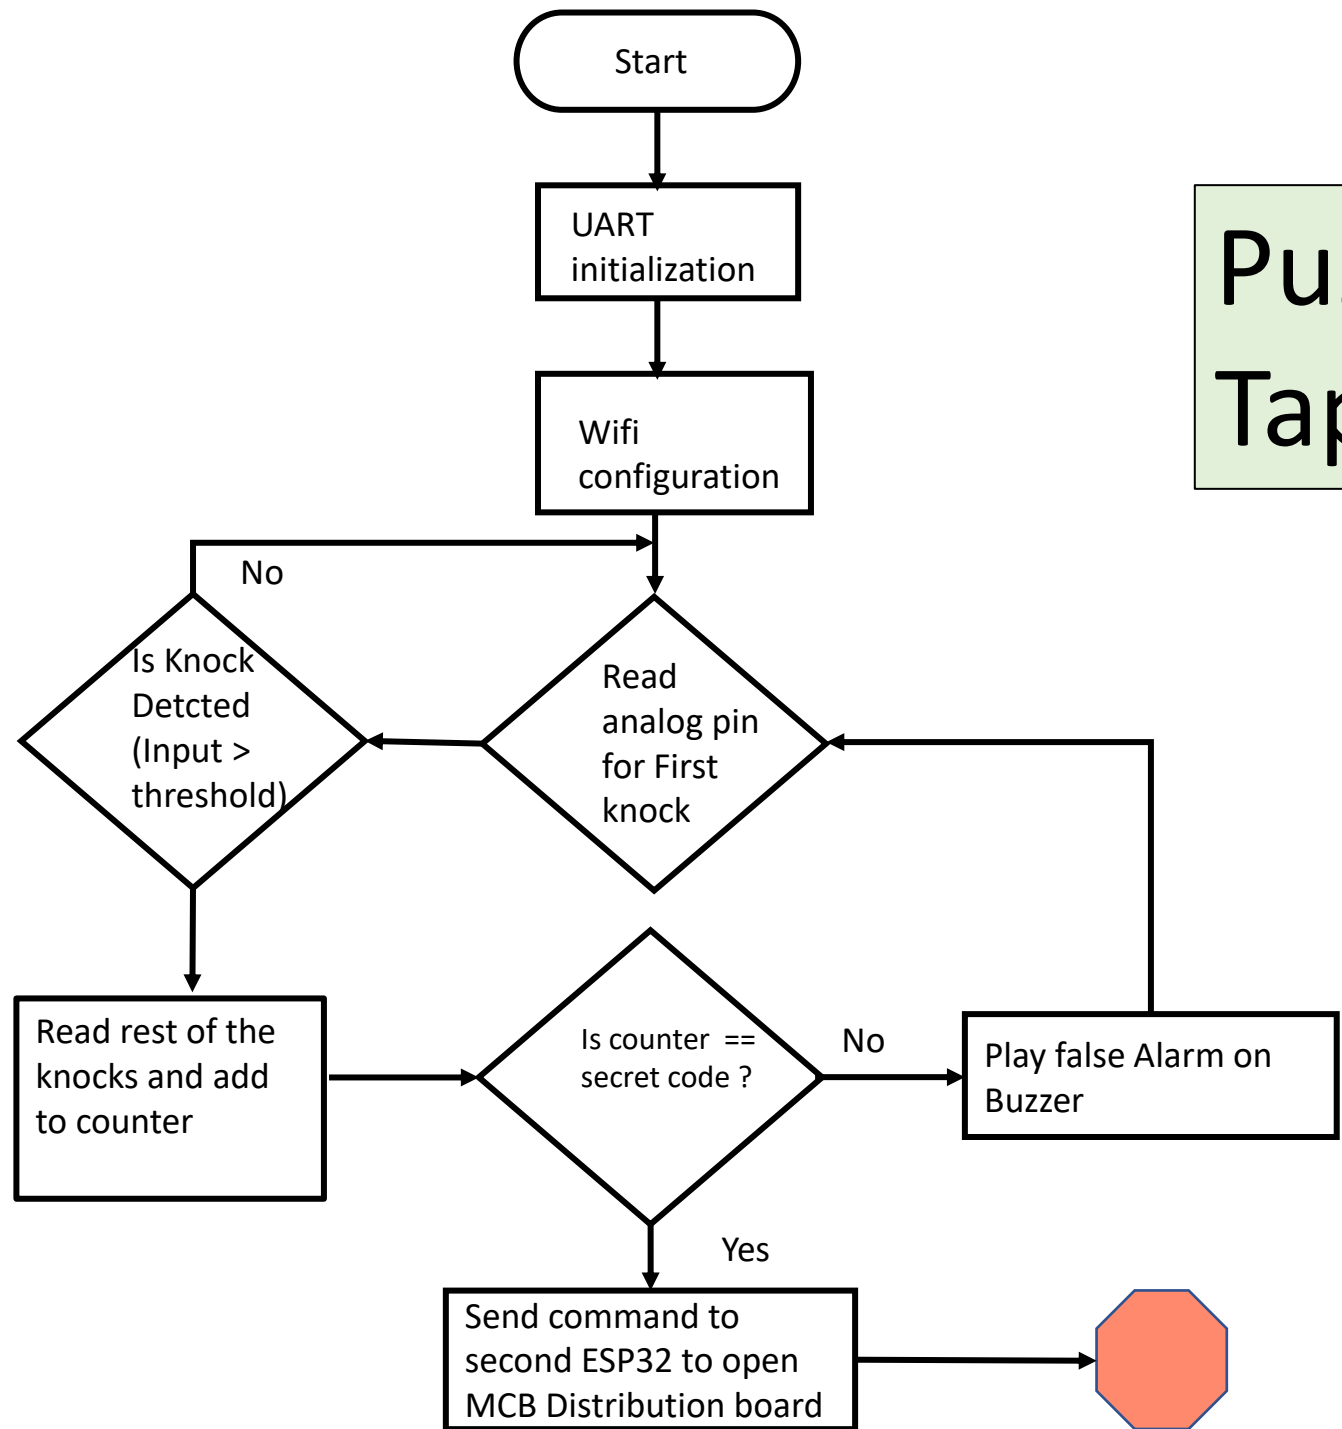 Start
UART
initialization
Wifi
configuration
No
Is Knock
Detcted
(Input >
threshold)
Read
analog pin
for First
knock
Read rest of the
knocks and add
to counter
Is counter ==
secret code ?
No
Play false Alarm on
Buzzer
Yes
Send command to
second ESP32 to open
MCB Distribution board